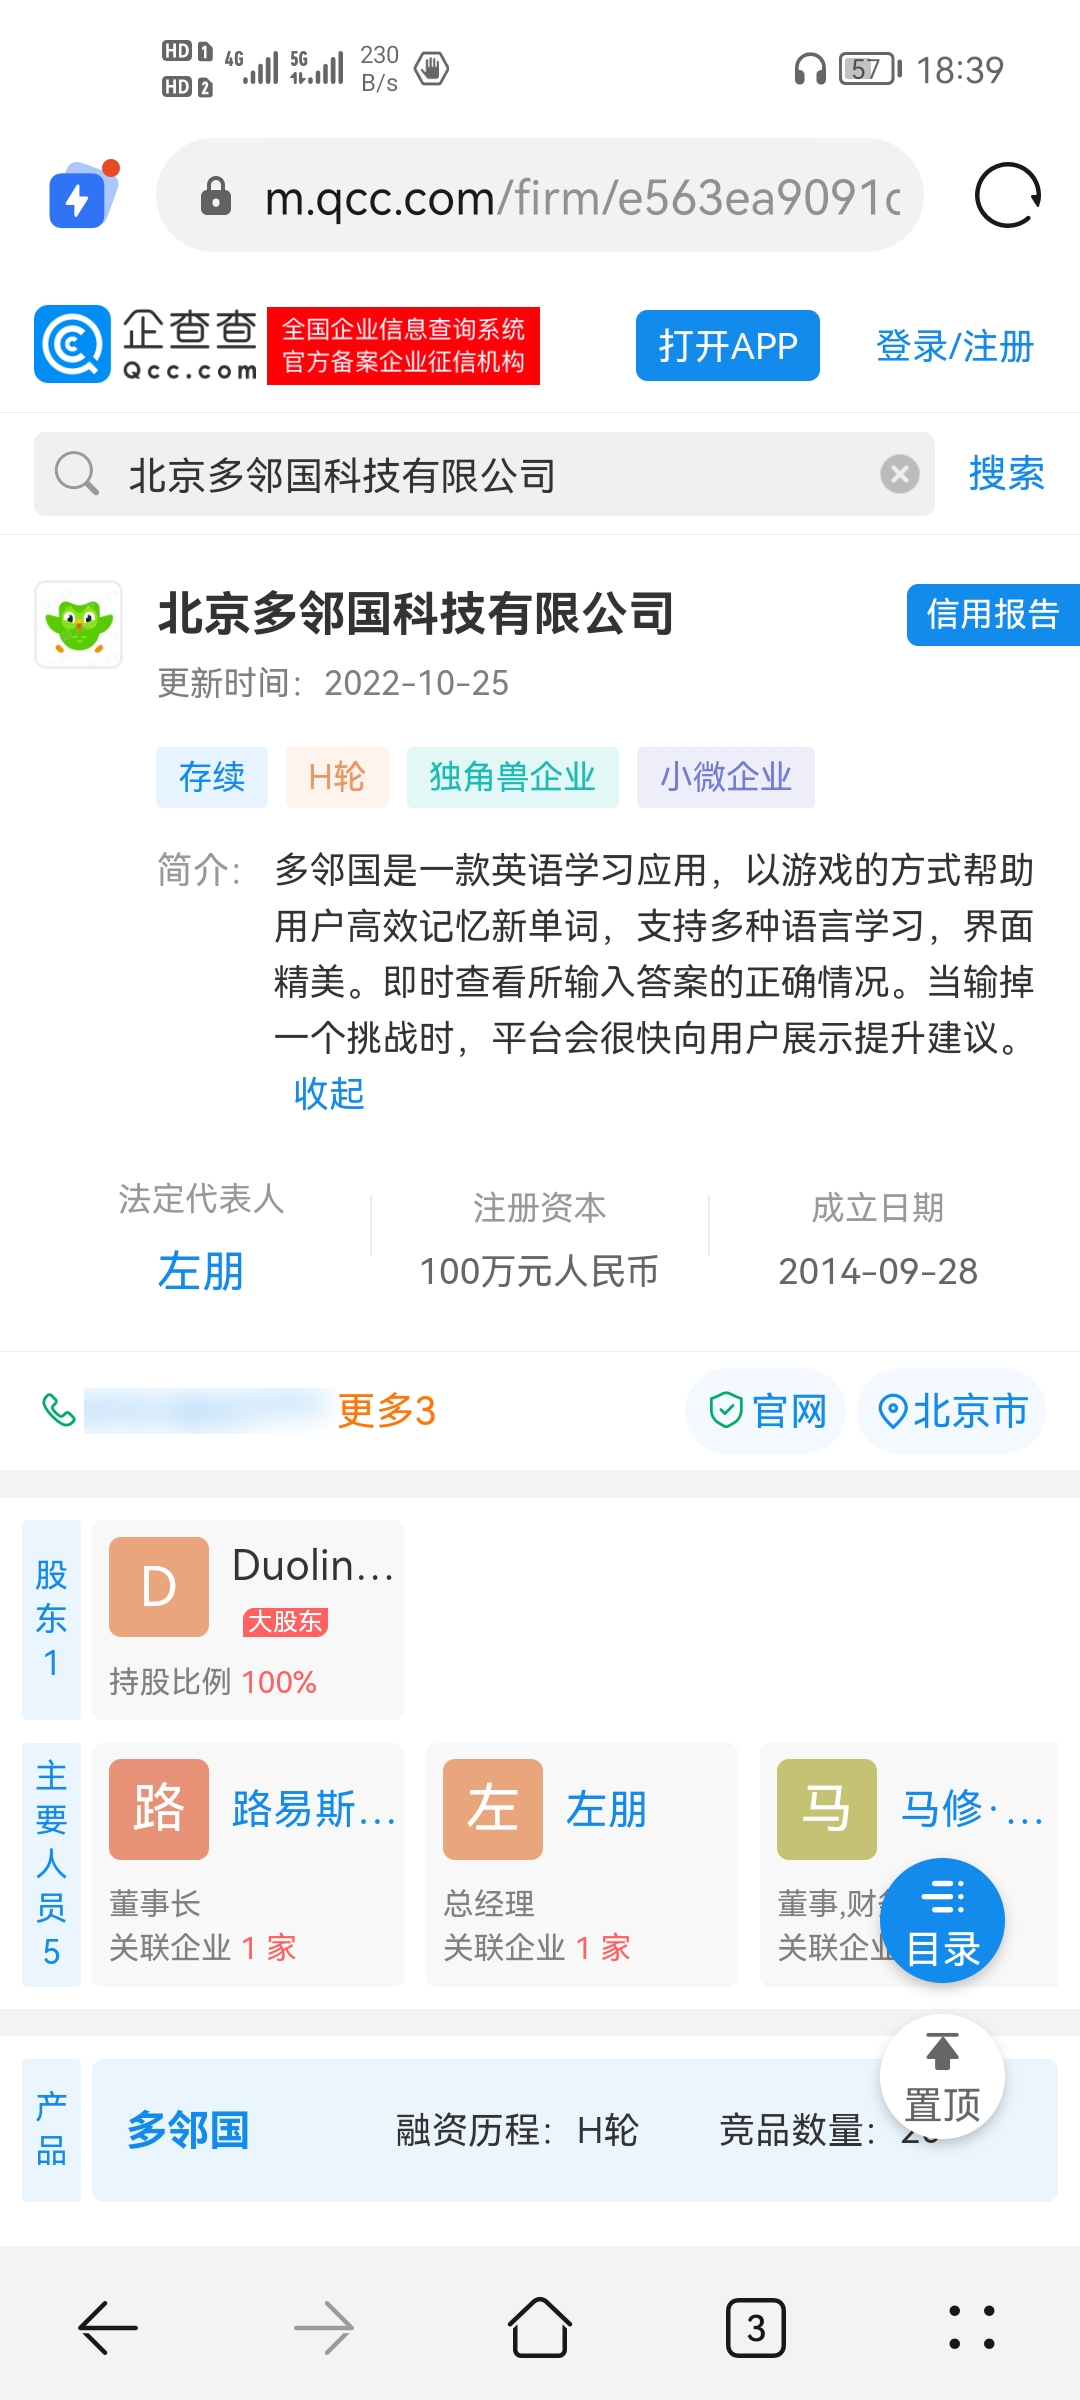 HD 1 4G 5G 230 B/s 57 18:39
HD 2
m.qcc.com/firm/e563ea9091
企查查
Qcc.com
全国企业信息查询系统
官方备案企业征信机构
打开APP
登录/注册
北京多邻国科技有限公司
搜索
北京多邻国科技有限公司
信用报告
更新时间：2022-10-25
存续 H轮 独角兽企业 小微企业
简介：
多邻国是一款英语学习应用，以游戏的方式帮助
用户高效记忆新单词，支持多种语言学习，界面
精美。即时查看所输入答案的正确情况。当输掉
一个挑战时，平台会很快向用户展示提升建议。
收起
法定代表人 注册资本 成立日期
左朋 100万元人民币 2014-09-28
更多3
官网
北京市
股东1
D
Duolin...
大股东
持股比例 100%
主要人员5
路 路易斯... 左 左朋 马 马修·...
董事长 总经理 董事,财
关联企业 1 家 关联企业 1 家 关联企业
目录
置顶
产品
多邻国 融资历程：H轮 竞品数量：
3